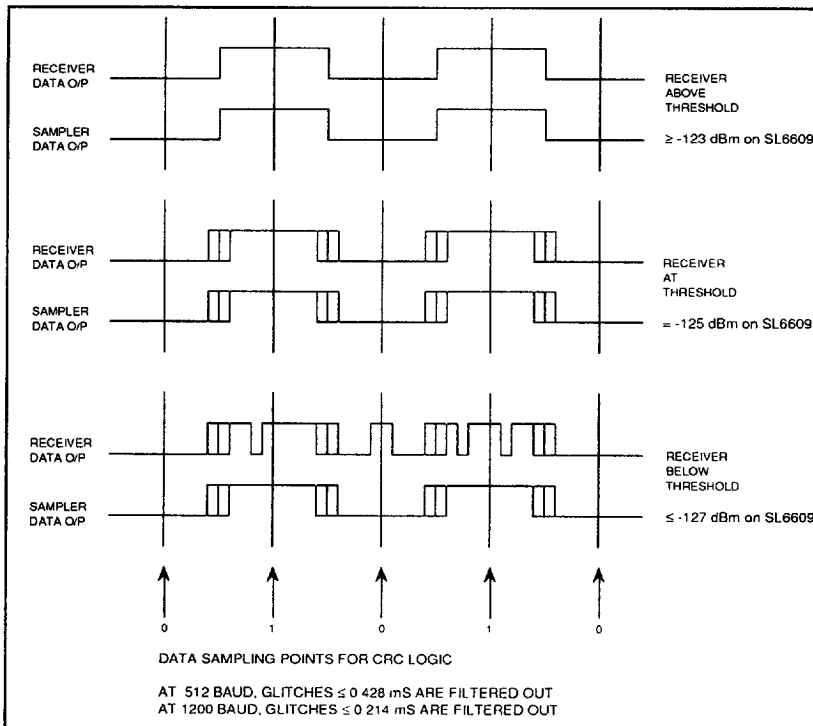 RECEIVER
DATA O/P
RECEIVER
ABOVE
THRESHOLD
SAMPLER
DATA O/P
≥ -123 dBm on SL6609
RECEIVER
DATA O/P
RECEIVER
AT
THRESHOLD
SAMPLER
DATA O/P
= -125 dBm on SL6609
RECEIVER
DATA O/P
RECEIVER
BELOW
THRESHOLD
SAMPLER
DATA O/P
≤ -127 dBm on SL6609
0 1 0 1 0
DATA SAMPLING POINTS FOR CRC LOGIC
AT 512 BAUD, GLITCHES ≤ 0 428 mS ARE FILTERED OUT
AT 1200 BAUD, GLITCHES ≤ 0 214 mS ARE FILTERED OUT